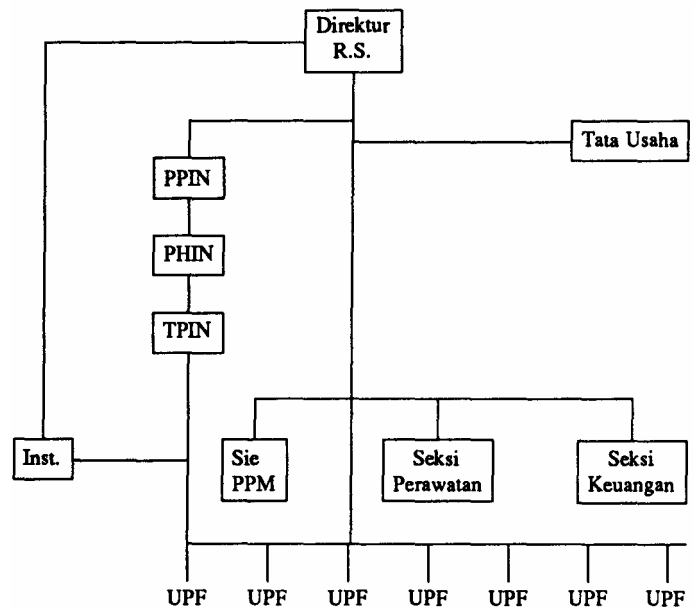 Direktur
R.S.
Tata Usaha
PPIN
PHIN
TPIN
Inst.
Sie
PPM
Seksi
Perawatan
Seksi
Keuangan
UPF UPF UPF UPF UPF UPF UPF